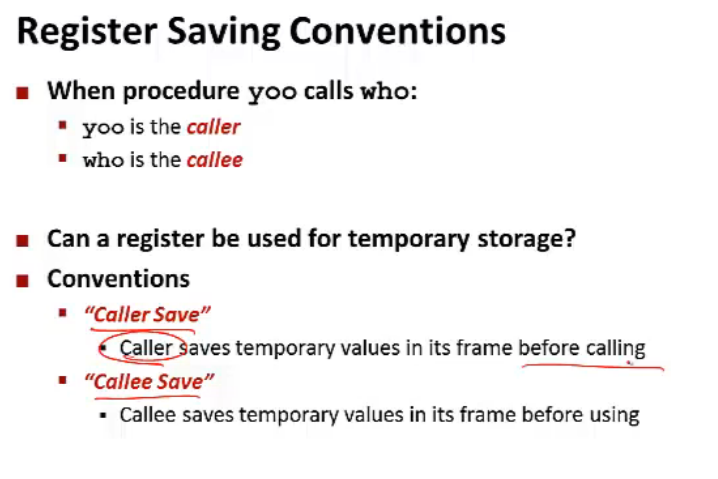 Register Saving Conventions
When procedure yoo calls who:
yoo is the caller
who is the callee
Can a register be used for temporary storage?
Conventions
“Caller Save”
Caller saves temporary values in its frame before calling
“Callee Save”
Callee saves temporary values in its frame before using